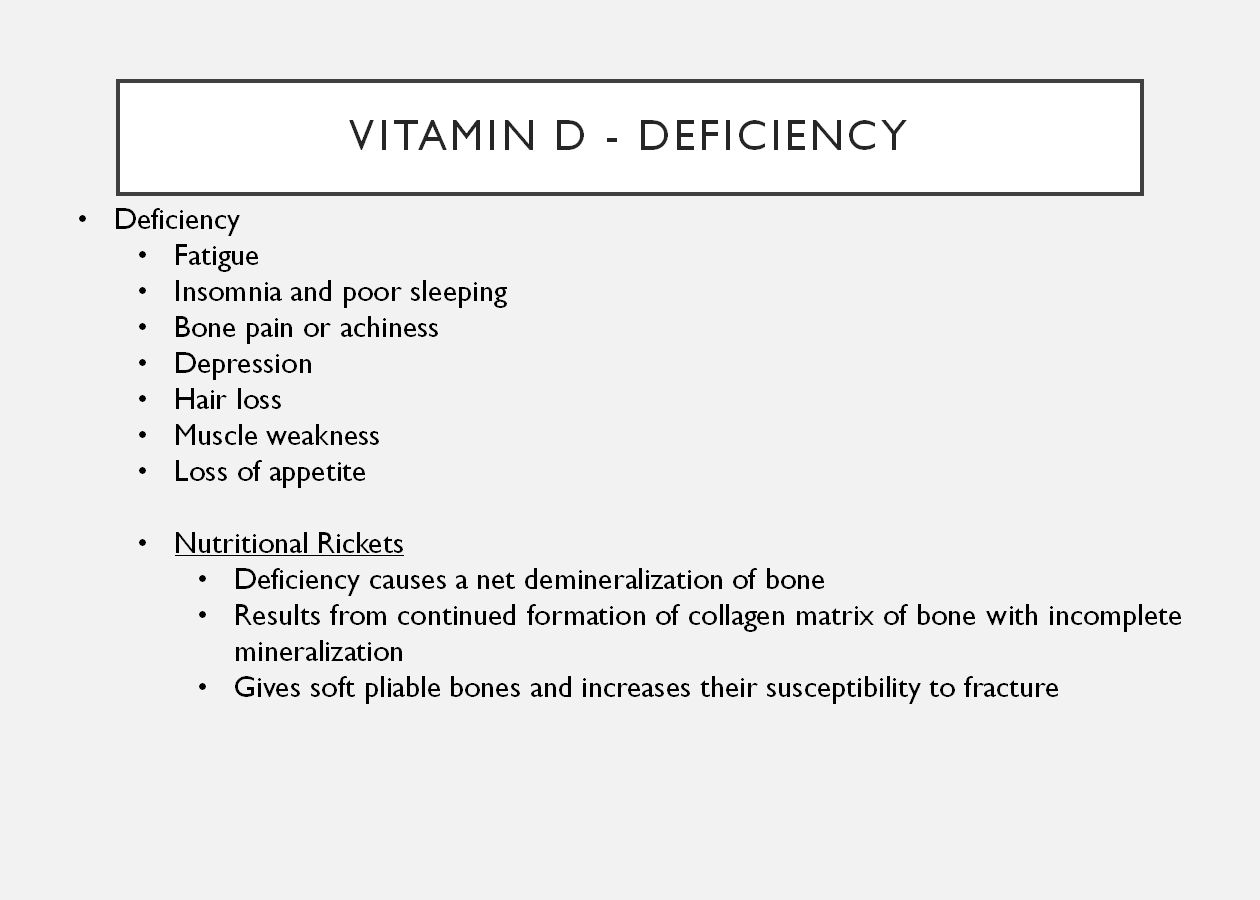 VITAMIN D - DEFICIENCY
• Deficiency
• Fatigue
• Insomnia and poor sleeping
• Bone pain or achiness
• Depression
• Hair loss
• Muscle weakness
• Loss of appetite
• Nutritional Rickets
• Deficiency causes a net demineralization of bone
• Results from continued formation of collagen matrix of bone with incomplete
mineralization
• Gives soft pliable bones and increases their susceptibility to fracture